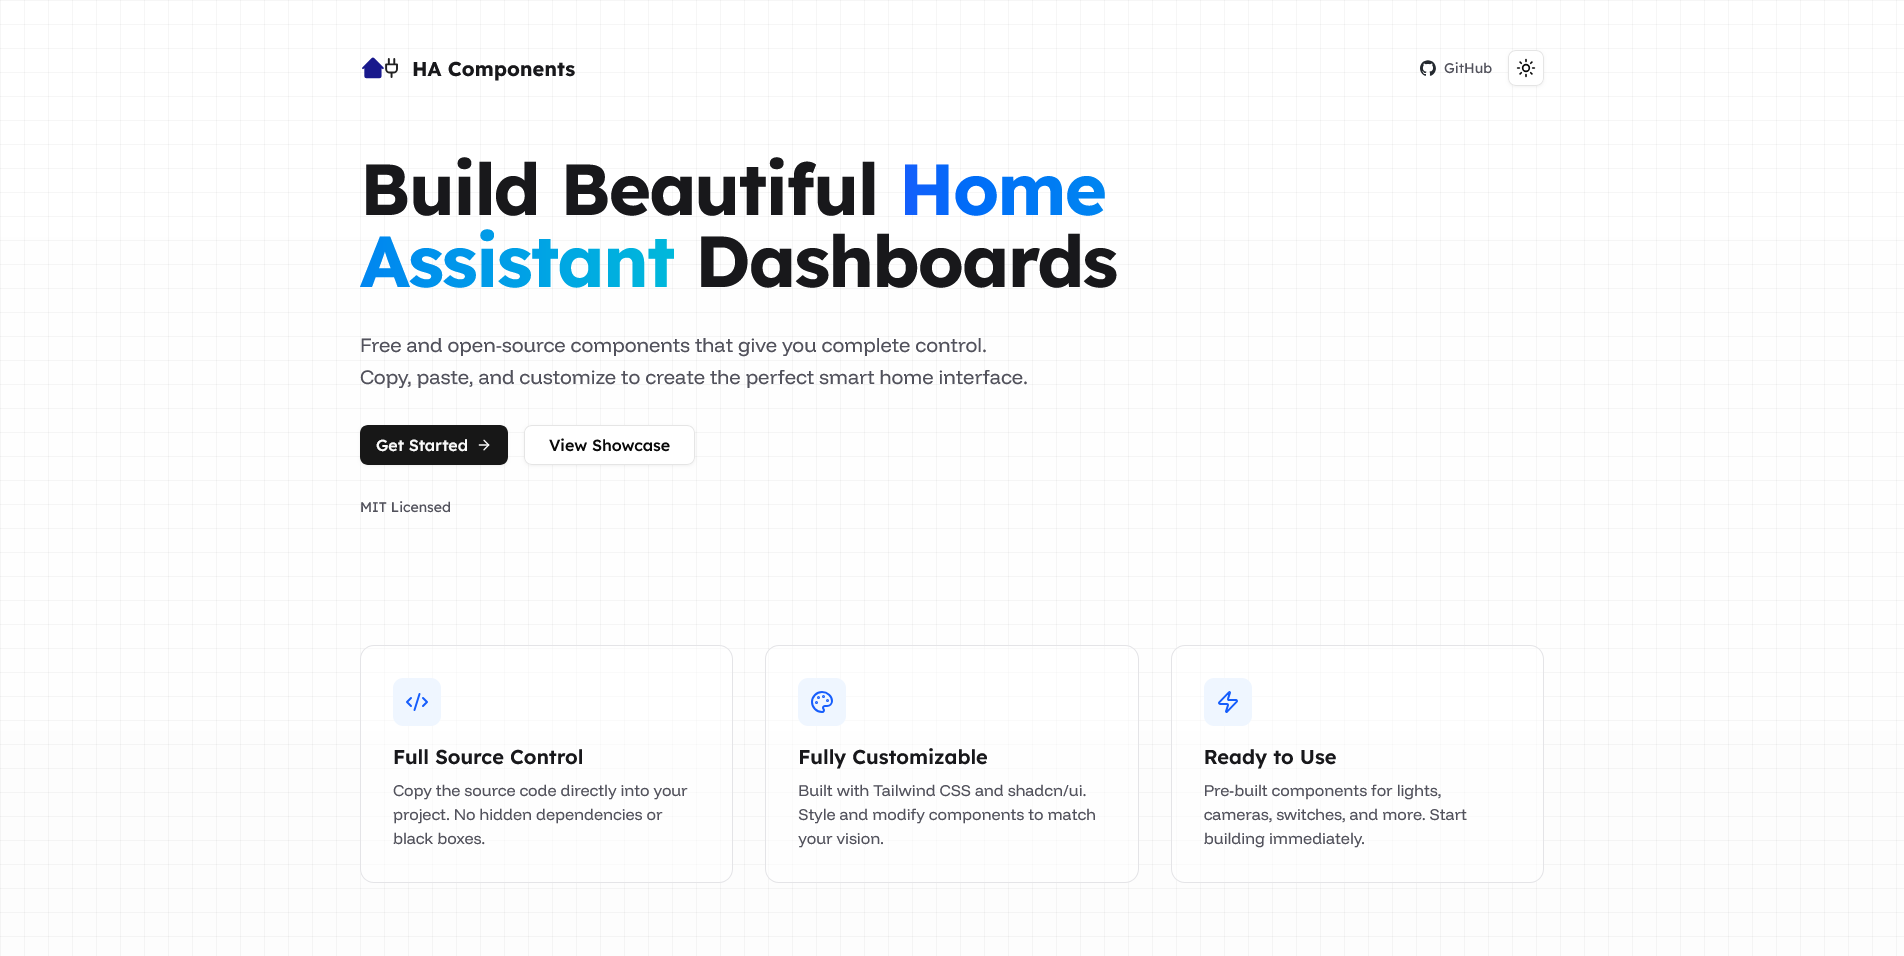 HA Components
GitHub
Build Beautiful Home
Assistant Dashboards
Free and open-source components that give you complete control.
Copy, paste, and customize to create the perfect smart home interface.
Get Started
View Showcase
MIT Licensed
Full Source Control
Copy the source code directly into your
project. No hidden dependencies or
black boxes.
Fully Customizable
Built with Tailwind CSS and shadcn/ui.
Style and modify components to match
your vision.
Ready to Use
Pre-built components for lights,
cameras, switches, and more. Start
building immediately.